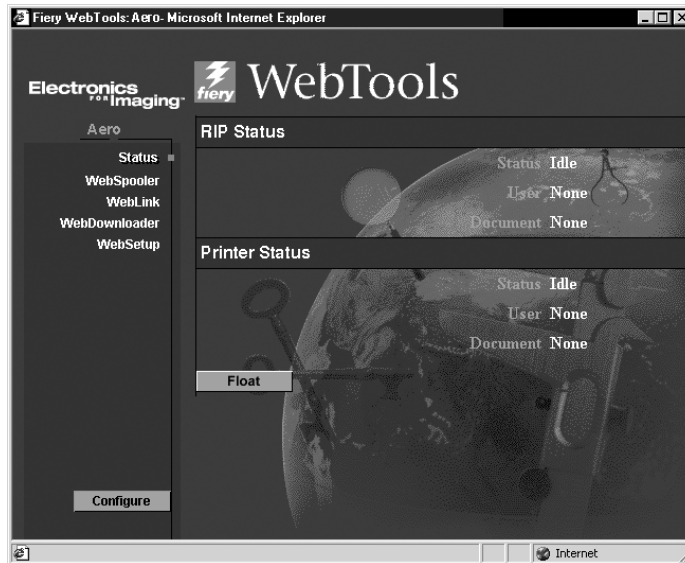 Fiery WebTools: Aero- Microsoft Internet Explorer
Electronics
FOR Imaging™
fiery
WebTools
Aero
Status
WebSpooler
WebLink
WebDownloader
WebSetup
Configure
RIP Status
Status Idle
User None
Document None
Printer Status
Status Idle
User None
Document None
Float
Internet